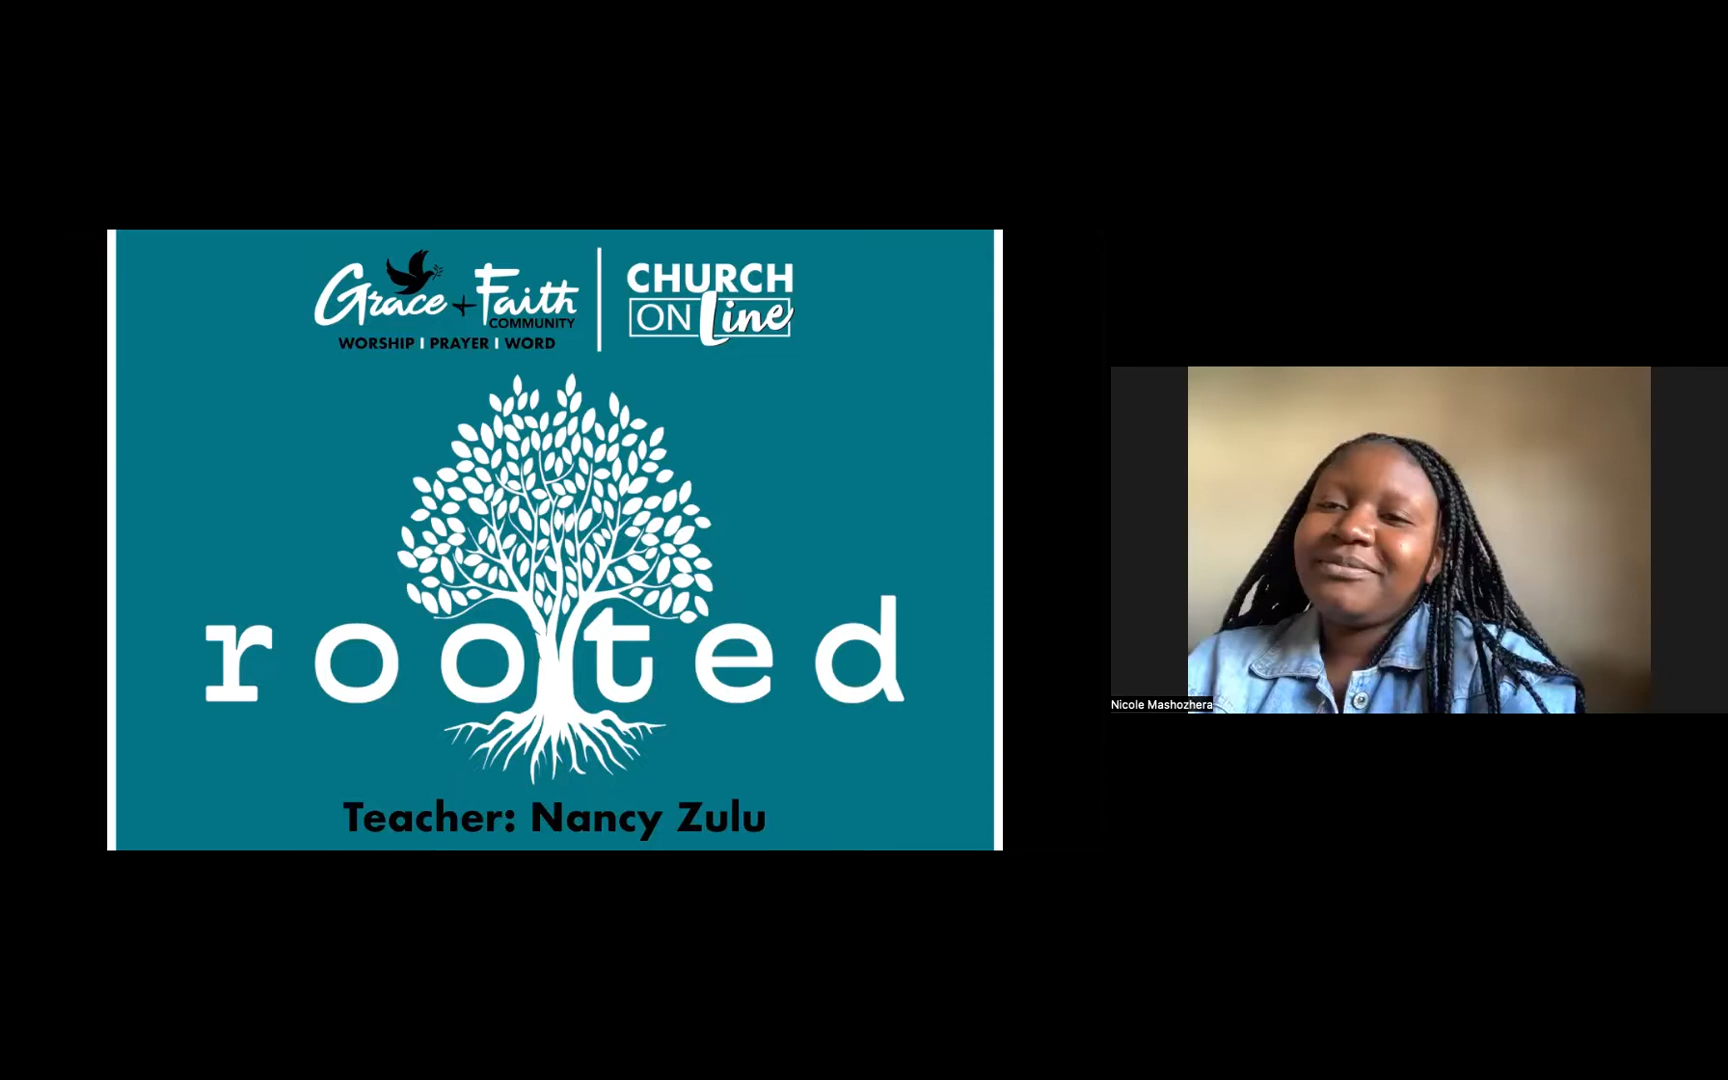 Grace + Faith
COMMUNITY
WORSHIP | PRAYER | WORD
CHURCH
ON Line
rooted
Teacher: Nancy Zulu
Nicole Mashozhera